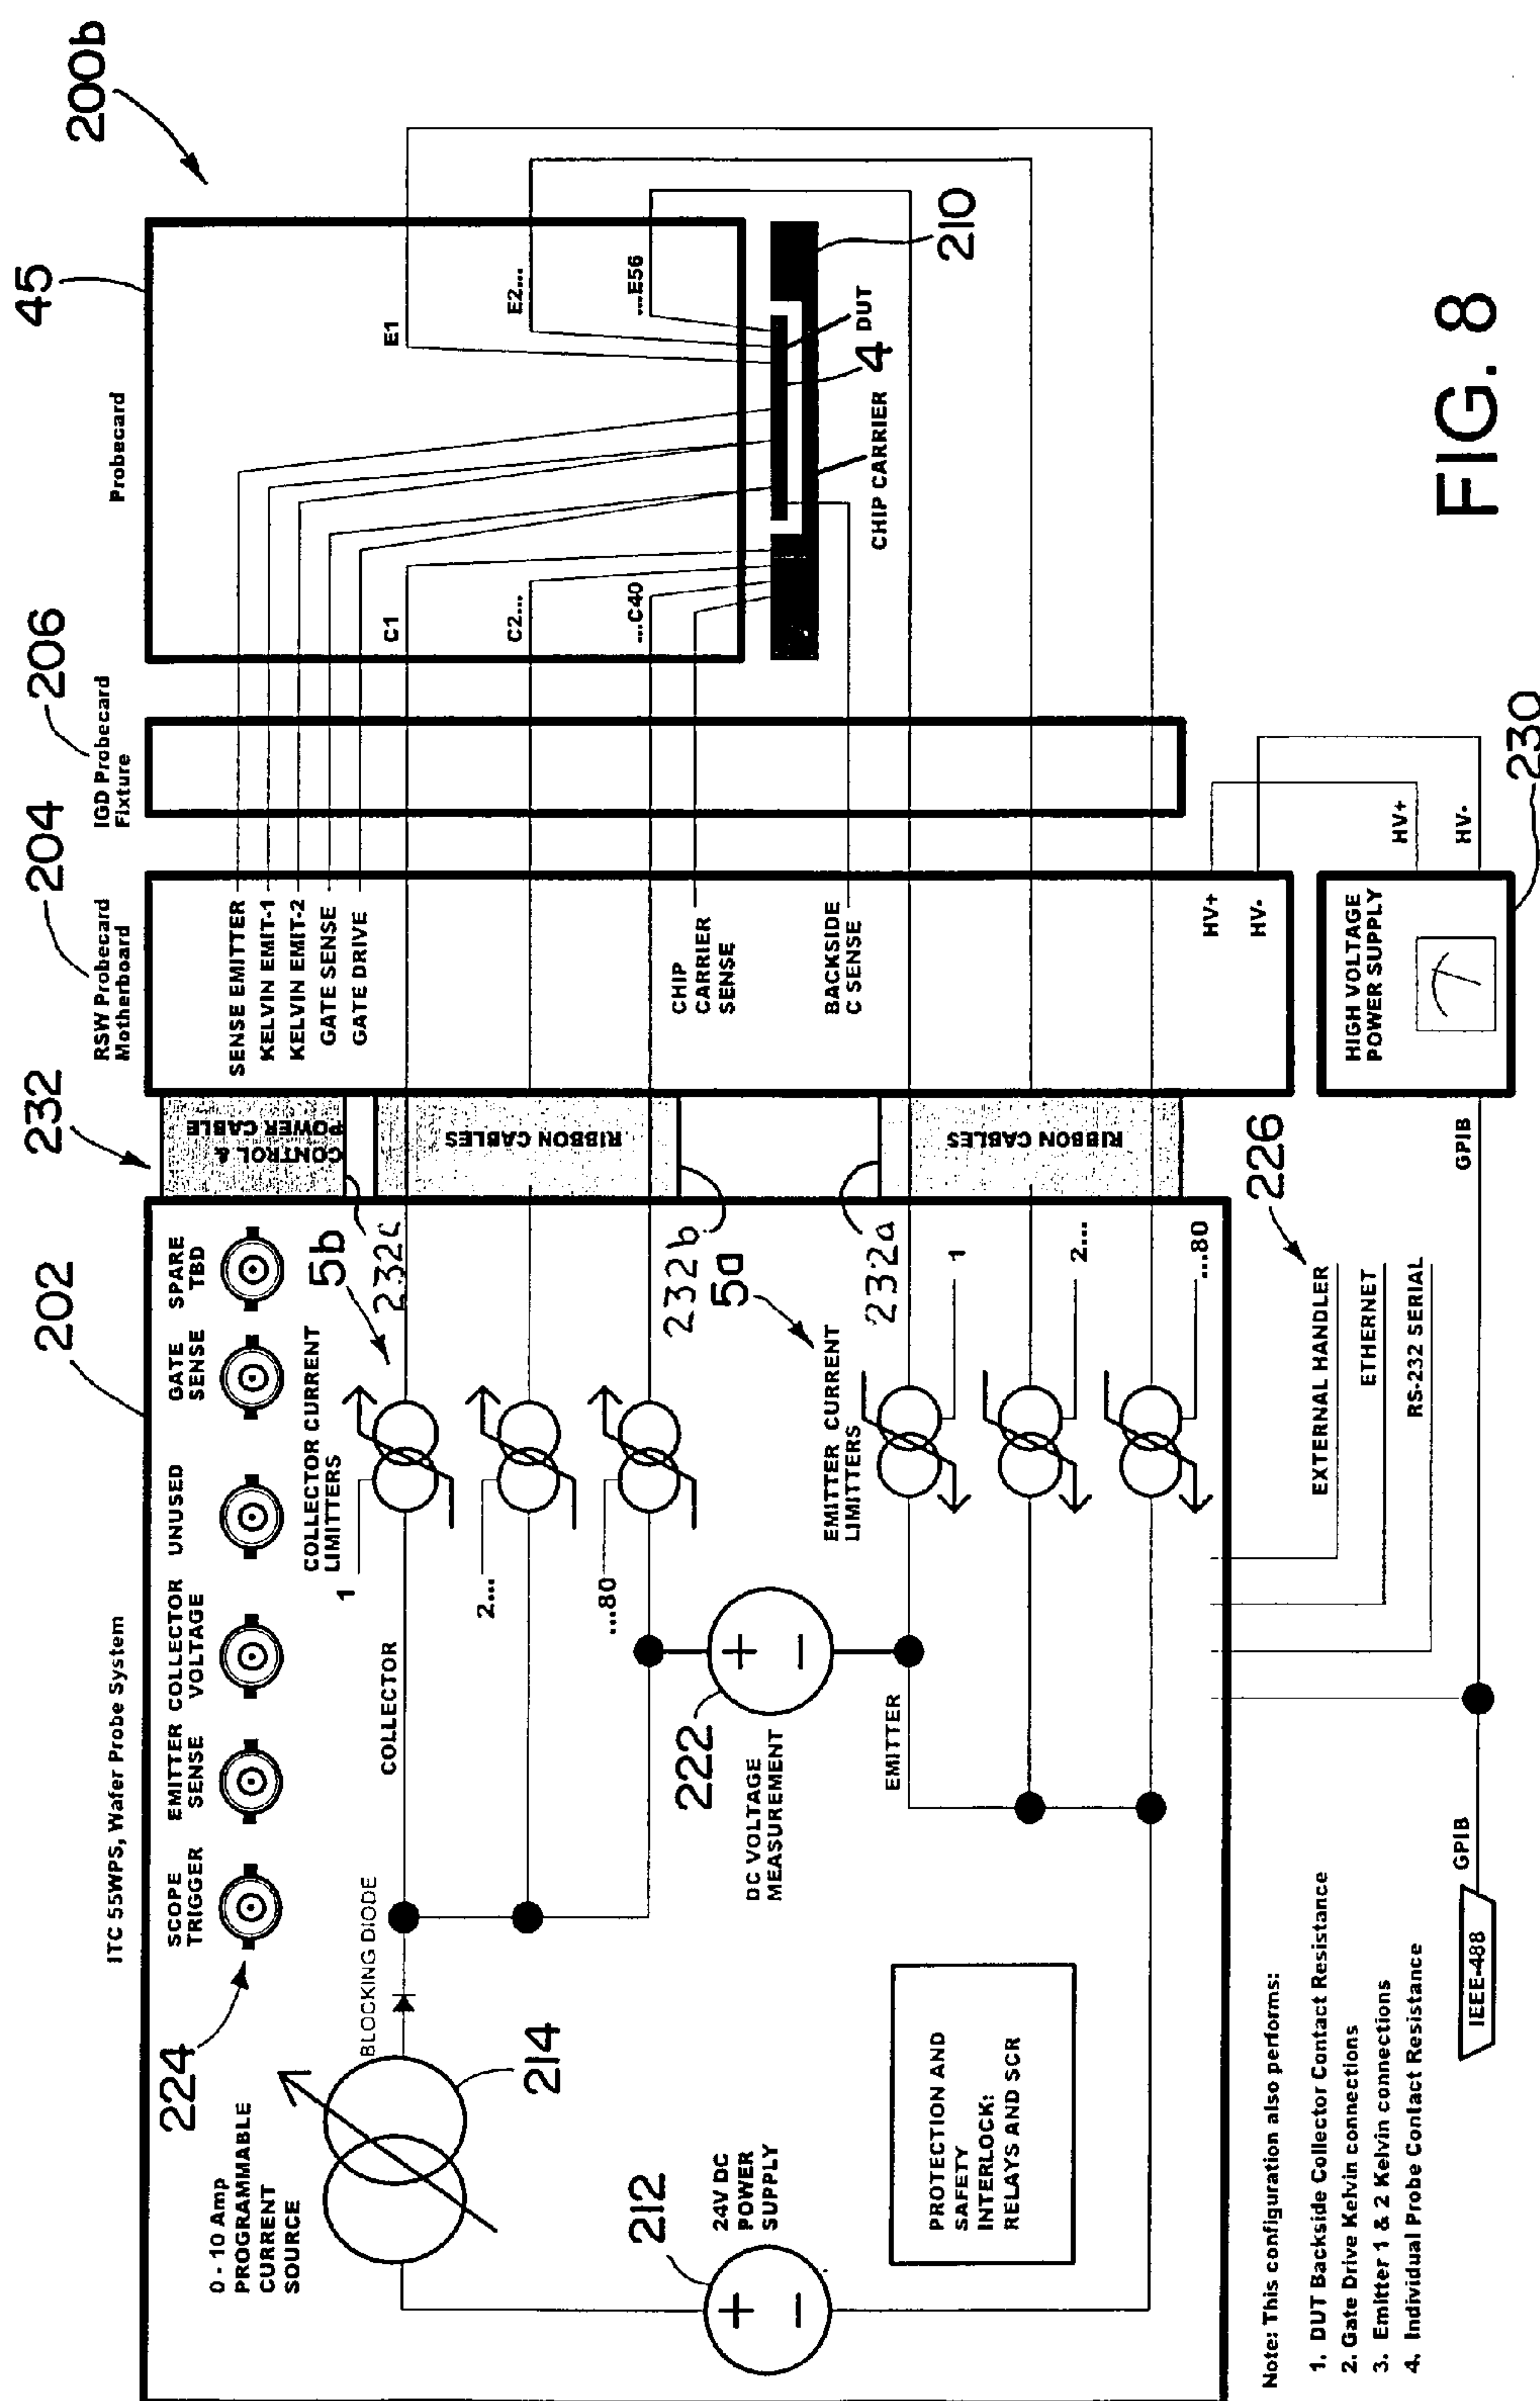 200b
45
Probecard
206
IGD Probecard
Fixture
204
RSW Probecard
Motherboard
232
202
ITC 55WPS, Wafer Probe System
SCOPE
TRIGGER
EMITTER
SENSE
COLLECTOR
VOLTAGE
UNUSED
GATE
SENSE
SPARE
TBD
224
0 - 10 Amp
PROGRAMMABLE
CURRENT
SOURCE
214
BLOCKING DIODE
COLLECTOR
COLLECTOR CURRENT
LIMITTERS
1
2...
...80
5b
232c
232b
CONTROL &
POWER CABLE
RIBBON CABLES
SENSE EMITTER
KELVIN EMIT-1
KELVIN EMIT-2
GATE SENSE
GATE DRIVE
CHIP
CARRIER
SENSE
BACKSIDE
C SENSE
C1
C2...
...C40
E1
E2...
...E56
210
DUT
4
CHIP CARRIER
212
24V DC
POWER
SUPPLY
222
DC VOLTAGE
MEASUREMENT
EMITTER
EMITTER CURRENT
LIMITTERS
5a
232a
1
2...
...80
RIBBON CABLES
PROTECTION AND
SAFETY
INTERLOCK:
RELAYS AND SCR
HV+
HV-
HIGH VOLTAGE
POWER SUPPLY
HV+
HV-
230
226
EXTERNAL HANDLER
ETHERNET
RS-232 SERIAL
GPIB
GPIB
IEEE-488
Note: This configuration also performs:
1. DUT Backside Collector Contact Resistance
2. Gate Drive Kelvin connections
3. Emitter 1 & 2 Kelvin connections
4. Individual Probe Contact Resistance
FIG. 8